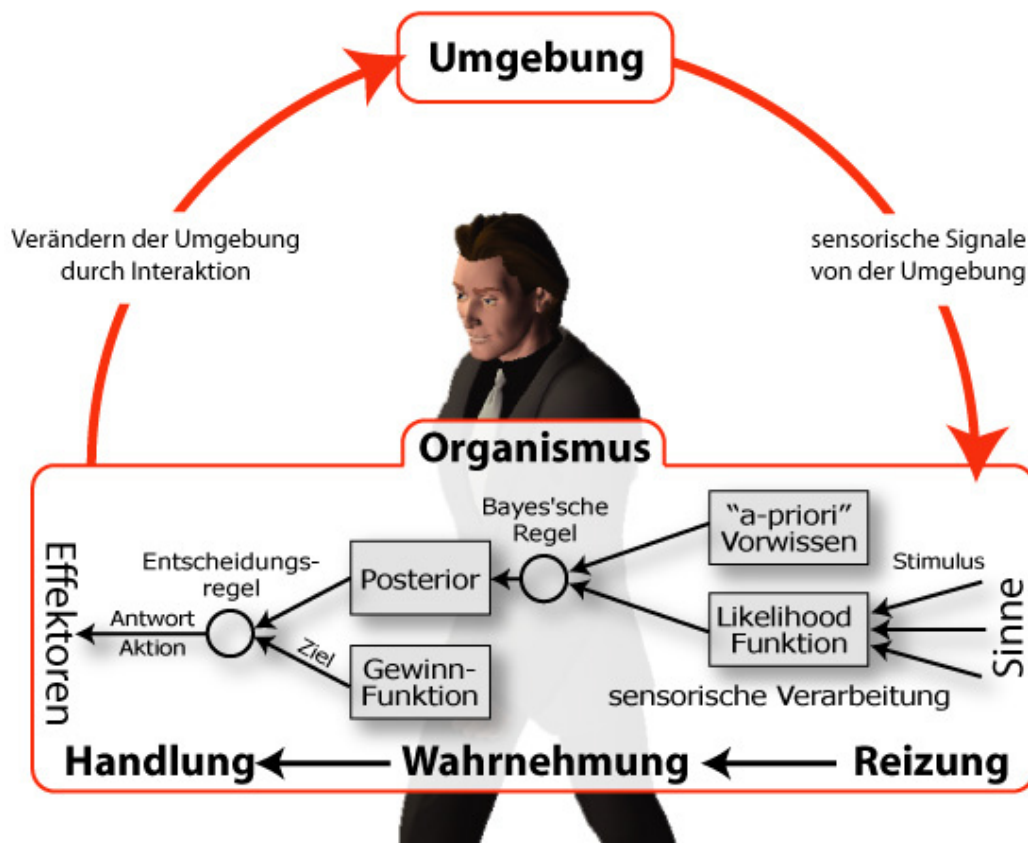 Umgebung
Verändern der Umgebung
durch Interaktion
sensorische Signale
von der Umgebung
Organismus
Bayes'sche
Regel
"a-priori"
Vorwissen
Stimulus
Entscheidungs-
regel
Posterior
Likelihood
Funktion
Sinne
Effektoren
Antwort
Aktion
Ziel
Gewinn-
Funktion
sensorische Verarbeitung
Handlung
Wahrnehmung
Reizung